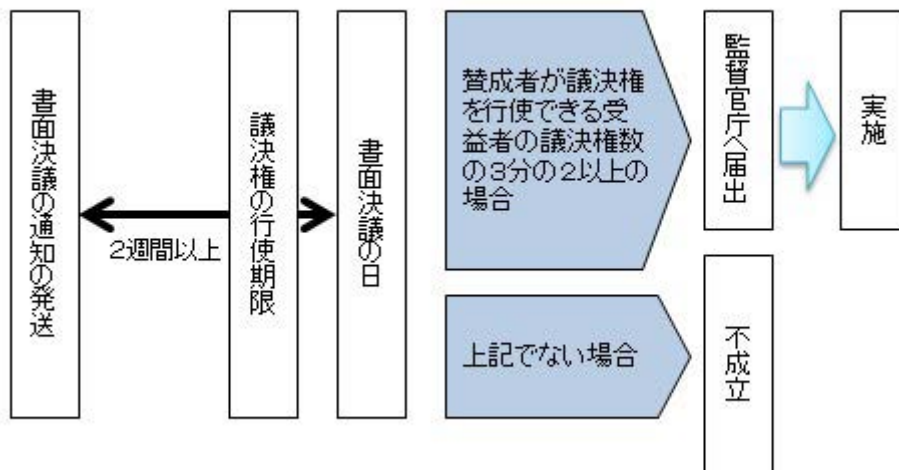 書面決議の通知の発送
2週間以上
議決権の行使期限
書面決議の日
賛成者が議決権
を行使できる受
益者の議決権数
の3分の2以上の
場合
監督官庁へ届出
実施
上記でない場合
不成立